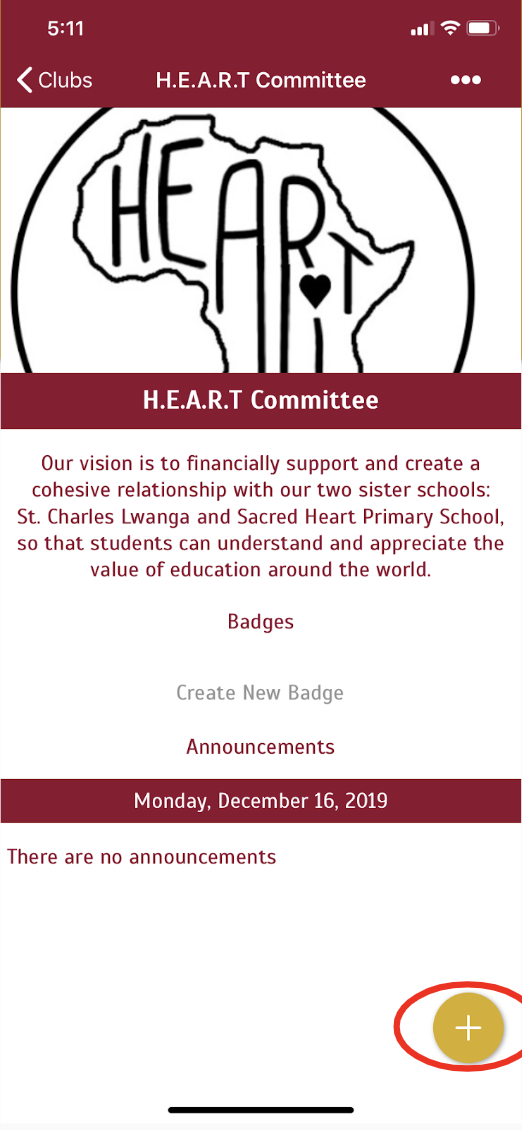 5:11
Clubs
H.E.A.R.T Committee
HEART
H.E.A.R.T Committee
Our vision is to financially support and create a
cohesive relationship with our two sister schools:
St. Charles Lwanga and Sacred Heart Primary School,
so that students can understand and appreciate the
value of education around the world.
Badges
Create New Badge
Announcements
Monday, December 16, 2019
There are no announcements